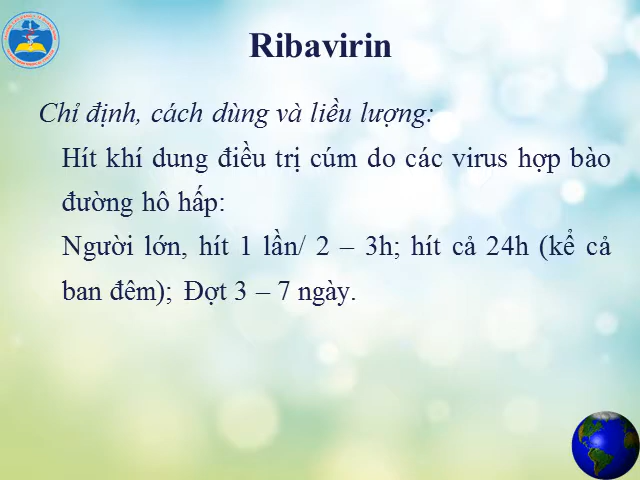 Ribavirin
Chỉ định, cách dùng và liều lượng:
Hít khí dung điều trị cúm do các virus hợp bào
đường hô hấp:
Người lớn, hít 1 lần/ 2 – 3h; hít cả 24h (kể cả
ban đêm); Đợt 3 – 7 ngày.